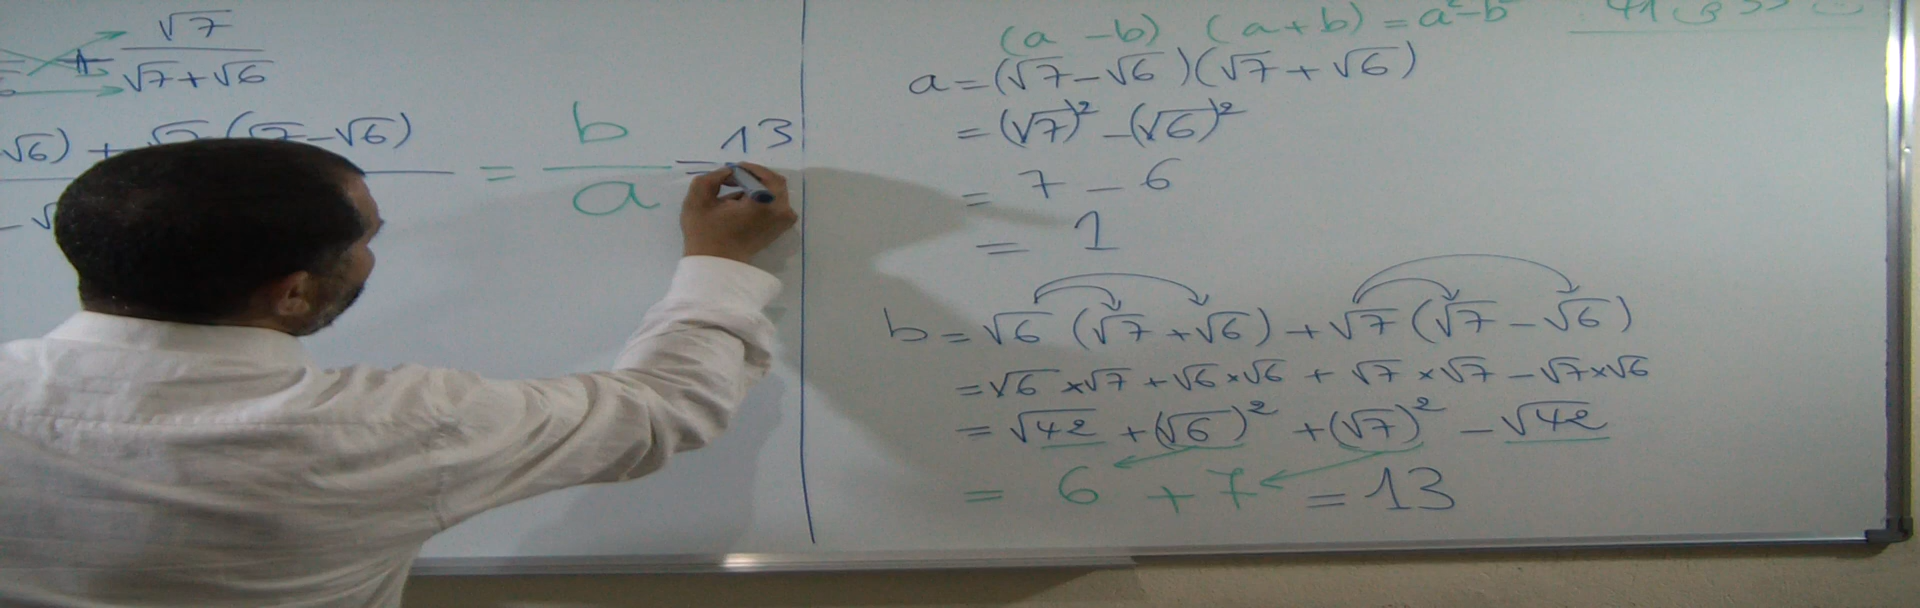 √7
√7+√6
√6) + √7 (√7-√6)
= b/a = 13
- √
(a -b) (a+b) = a²-b²
41
a=(√7-√6)(√7+√6)
=(√7)²-(√6)²
= 7 - 6
= 1
b=√6 (√7+√6)+√7(√7-√6)
=√6×√7+√6×√6+√7×√7-√7×√6
=√42+(√6)²+(√7)²-√42
= 6 + 7 = 13